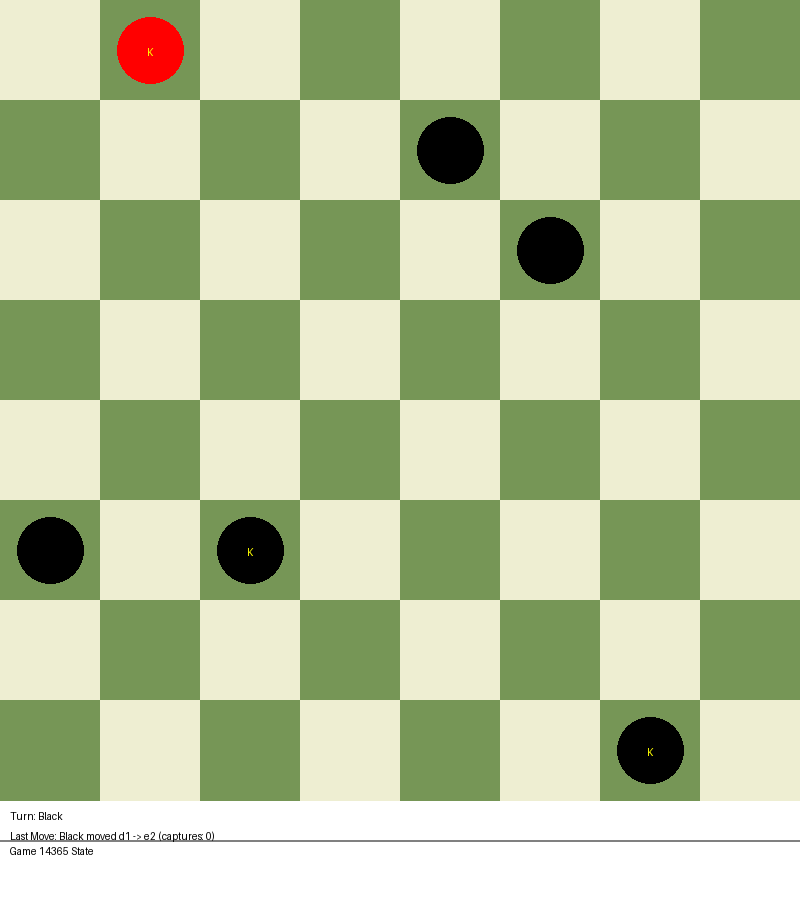 K
K
K
Turn: Black
Last Move: Black moved d1 -> e2 (captures: 0)
Game 14365 State